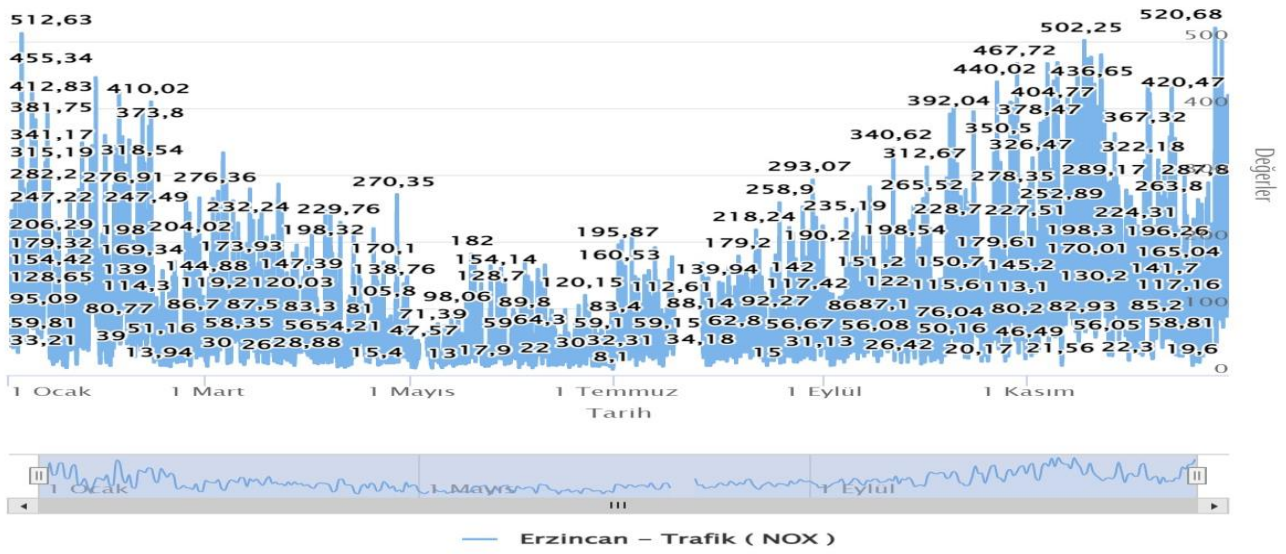 512,63 520,68
502,25 500
455,34 467,72
440,02 436,65
412,83 410,02 404,77 420,47
381,75 373,8 392,04 378,47 400
367,32
341,17 340,62 350,5
315,19 318,54 312,67 326,47 322,18
282,2 276,91 276,36 270,35 293,07 278,35 289,17 287,8
247,22 247,49 258,9 265,52 252,89 263,8
232,24 229,76 218,24 235,19 228,7 227,51 224,31
206,29 198 204,02 198,32 195,87 198,54 198,3 196,26
179,32 169,34 173,93 170,1 182 179,2 190,2 179,61 170,01 165,04
154,42 144,88 147,39 154,14 160,53 151,2 150,7 145,2
128,65 139 138,76 128,7 139,94 142 130,2 141,7
114,3 119,2 120,03 105,8 120,15 112,61 117,42 122 115,6 113,1 117,16
95,09 98,06 89,8 88,14 92,27 100
80,77 86,7 87,5 83,3 81 71,39 83,4 86 87,1 76,04 80,2 82,93 85,2
59,81 51,16 58,35 56 54,21 59 64,3 59,1 59,15 62,8 56,67 56,08 50,16 46,49 56,05 58,81
33,21 39 30 26 28,88 47,57 30 32,31 34,18 31,13 26,42
13,94 15,4 13 17,9 22 8,1 15 20,17 21,56 22,3 19,6
0
1 Ocak 1 Mart 1 Mayıs 1 Temmuz 1 Eylül 1 Kasım
Tarih
Değerler
1 Ocak 1 Mayıs 1 Eylül
Erzincan – Trafik ( NOX )